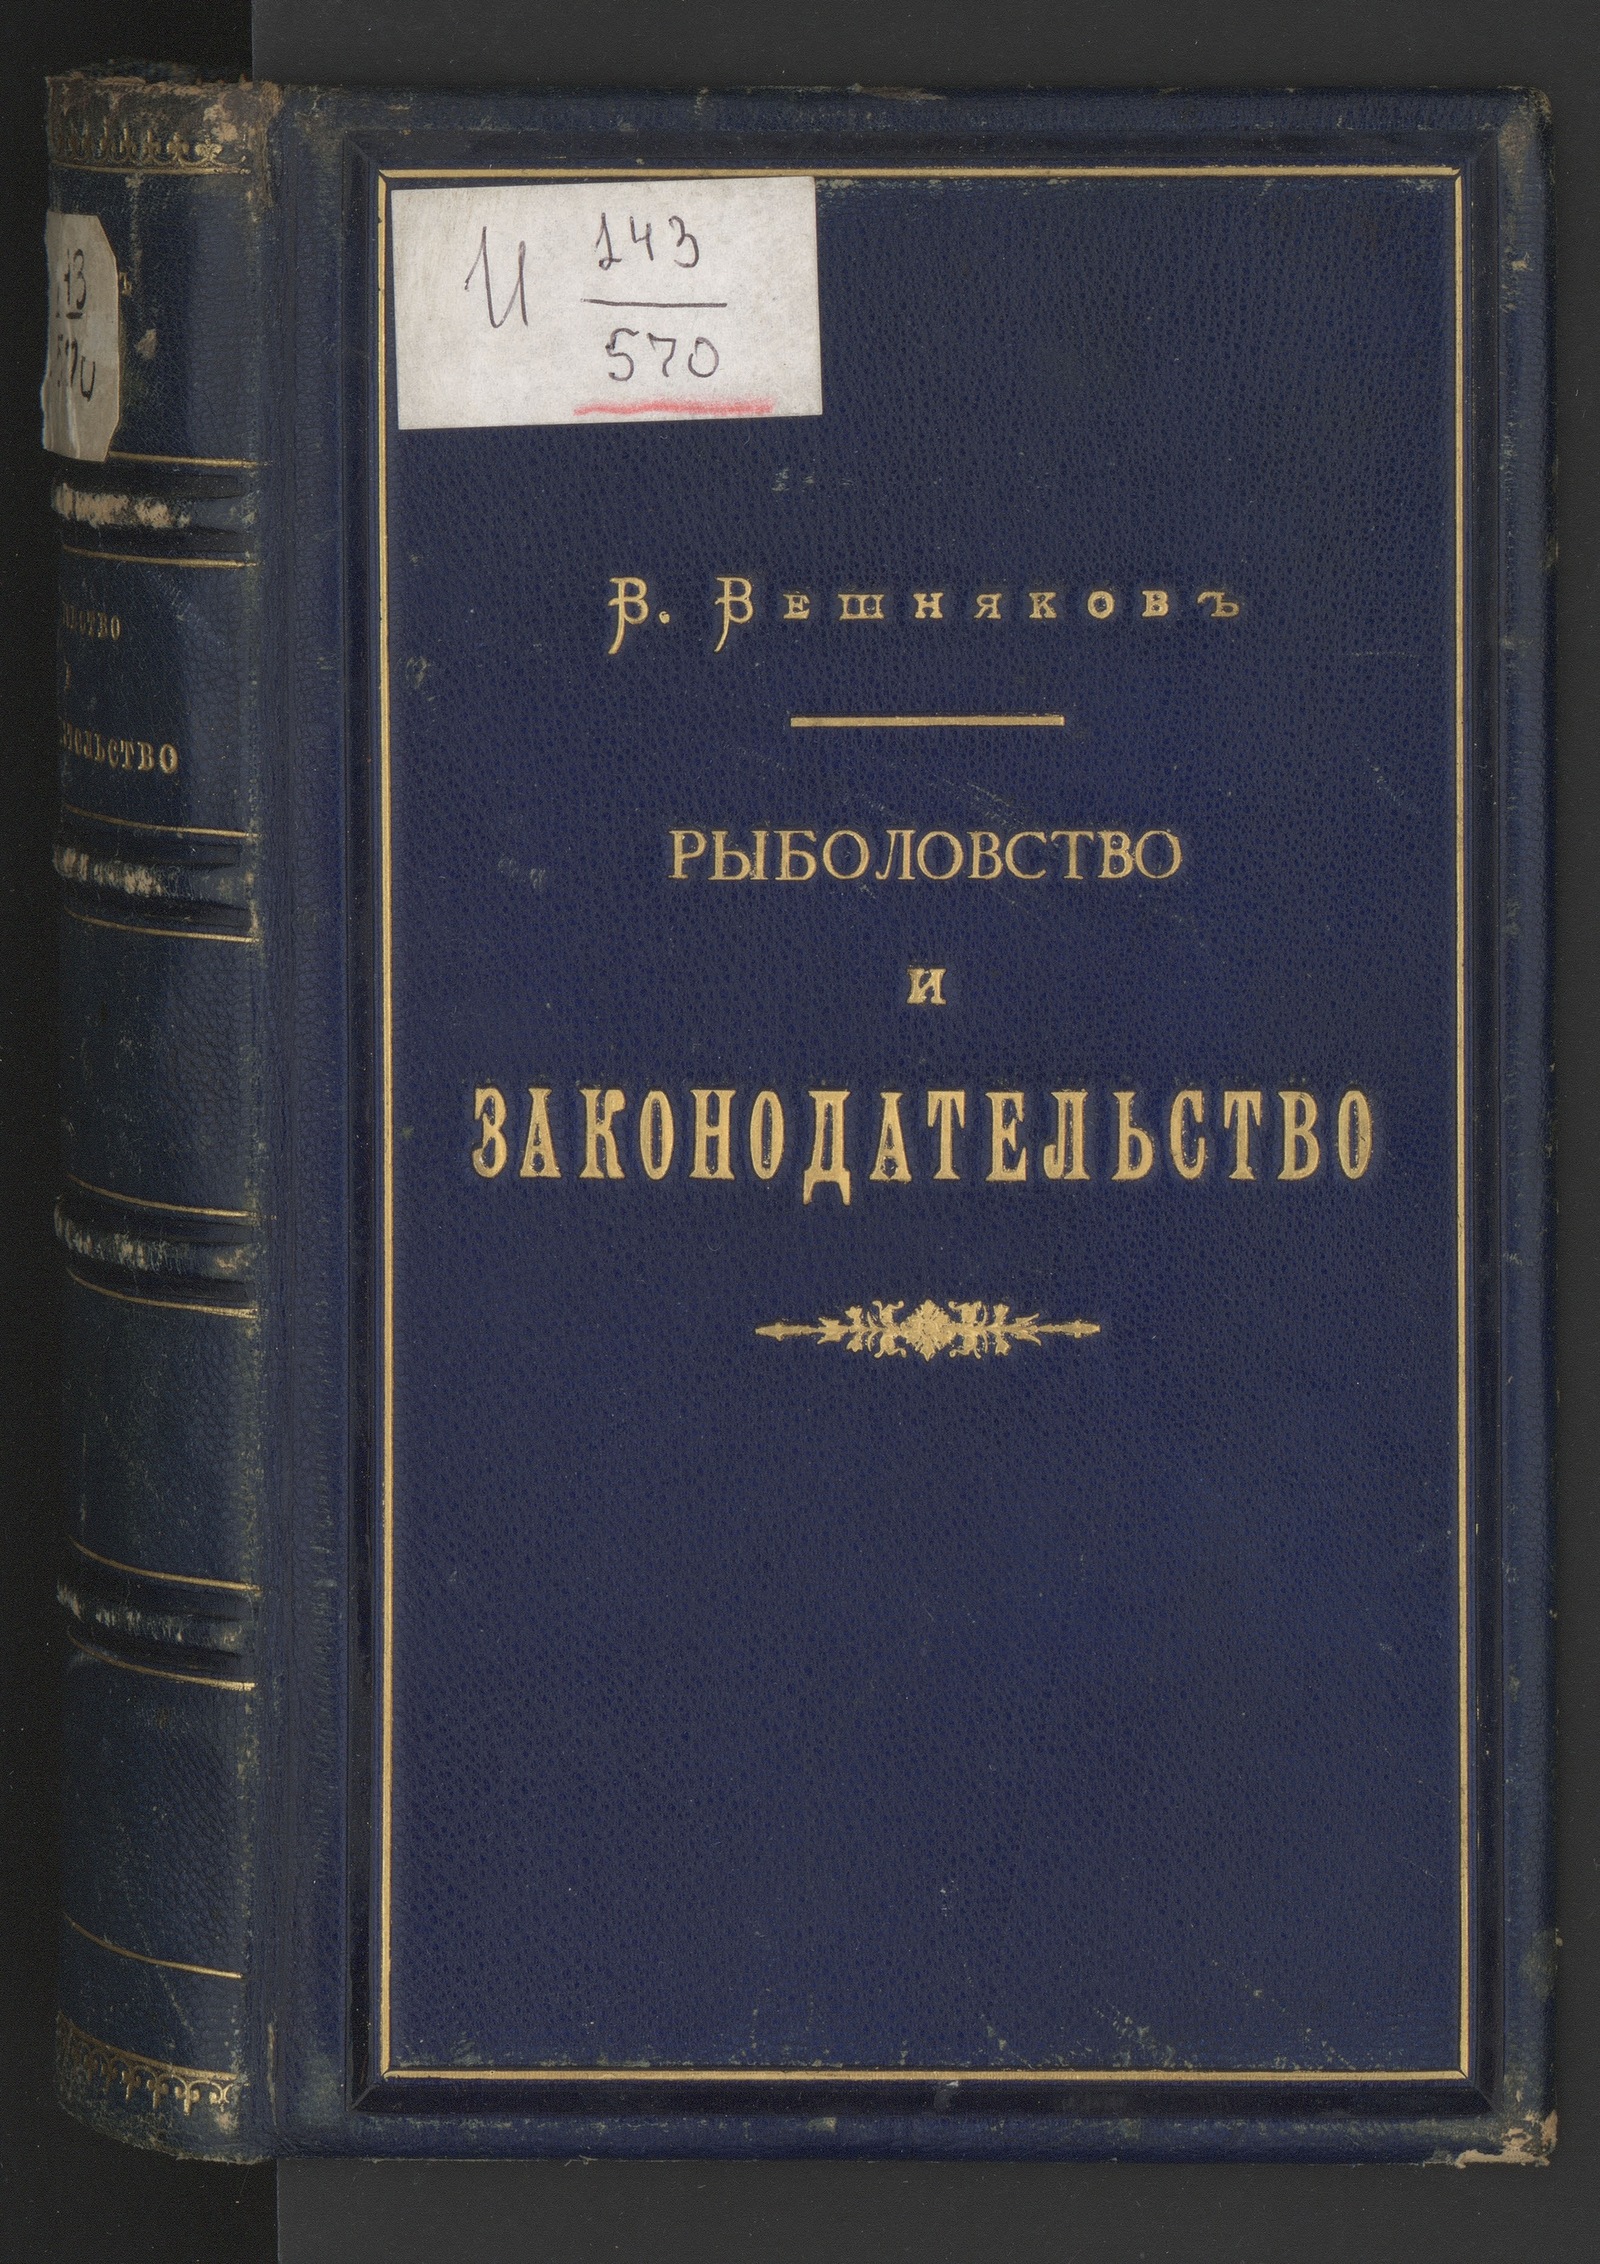 И 143
570
В. Вешняковъ
РЫБОЛОВСТВО
И
ЗАКОНОДАТЕЛЬСТВО